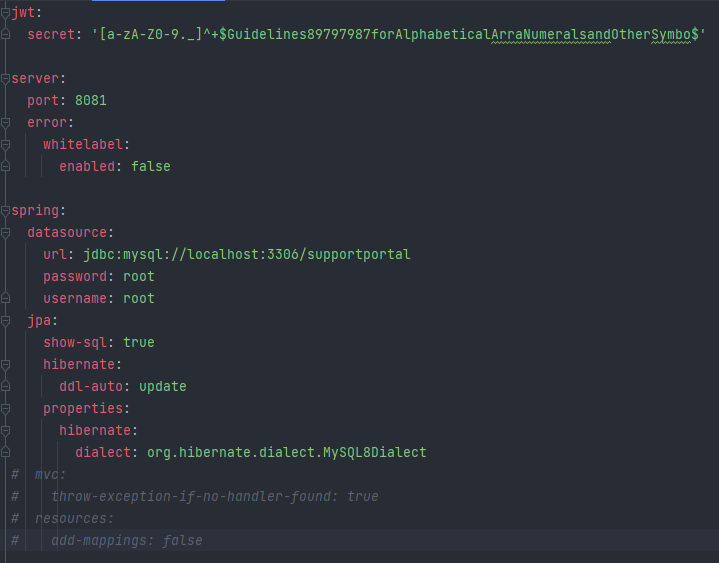 jwt:
  secret: '[a-zA-Z0-9._]^+$Guidelines89797987forAlphabeticalArraNumeralsandOtherSymbo$'

server:
  port: 8081
  error:
    whitelabel:
      enabled: false

spring:
  datasource:
    url: jdbc:mysql://localhost:3306/supportportal
    password: root
    username: root
  jpa:
    show-sql: true
    hibernate:
      ddl-auto: update
    properties:
      hibernate:
        dialect: org.hibernate.dialect.MySQL8Dialect
#  mvc:
#    throw-exception-if-no-handler-found: true
#  resources:
#    add-mappings: false